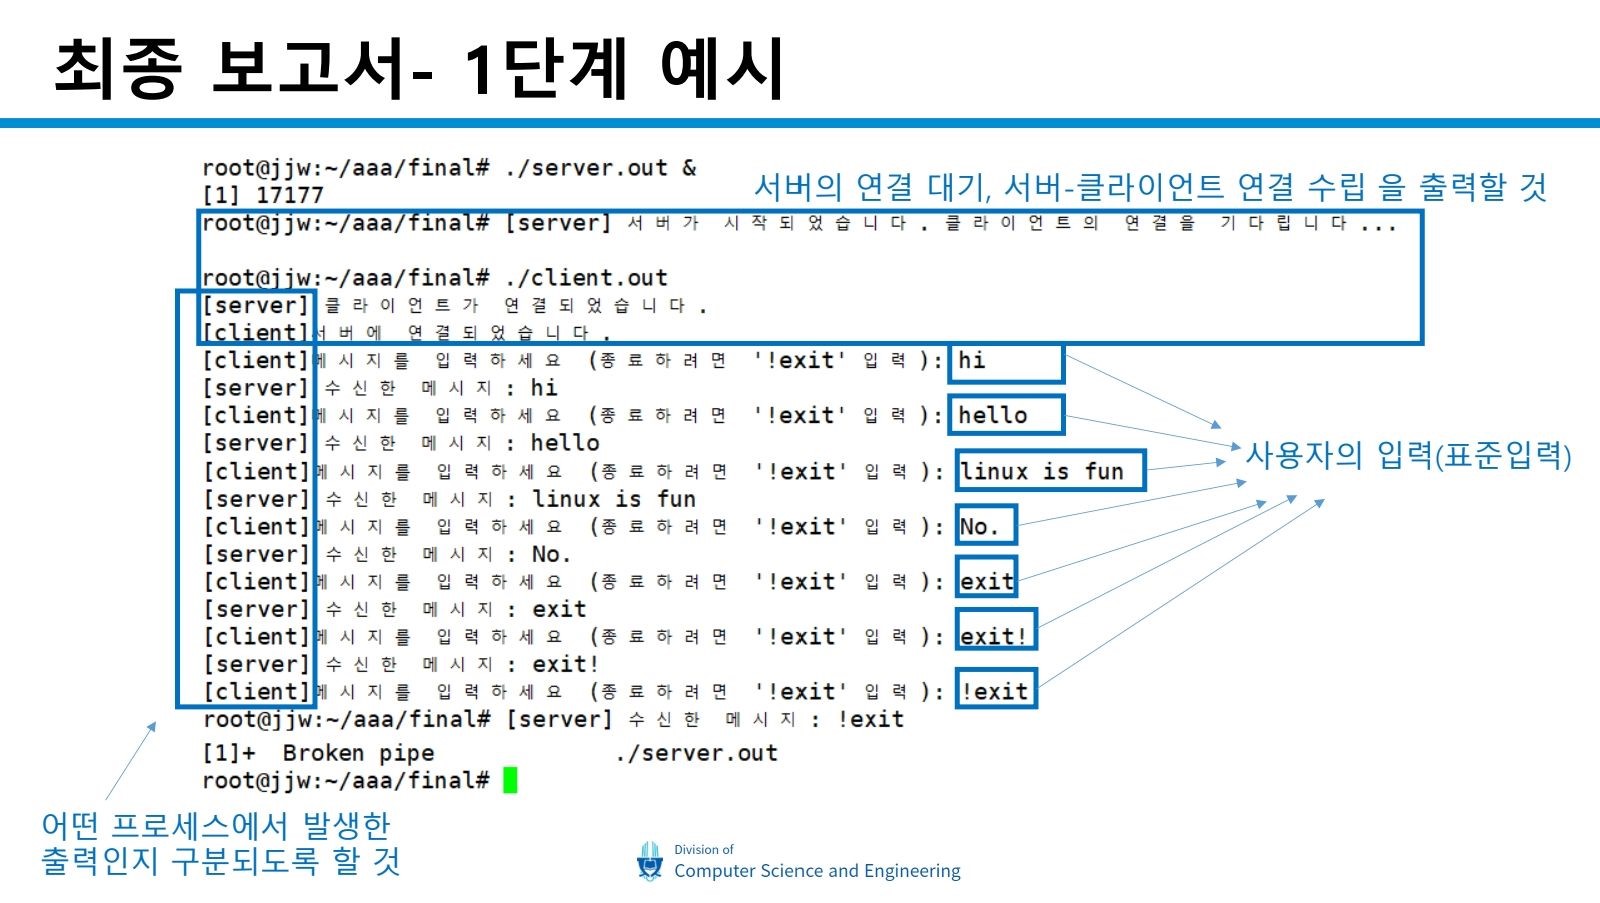 최종 보고서- 1단계 예시
root@jjw:~/aaa/final# ./server.out &
[1] 17177
서버의 연결 대기, 서버-클라이언트 연결 수립 을 출력할 것
root@jjw:~/aaa/final# [server] 서버가 시작되었습니다. 클라이언트의 연결을 기다립니다...
root@jjw:~/aaa/final# ./client.out
[server] 클라이언트가 연결되었습니다.
[client]서버에 연결되었습니다.
[client]메시지를 입력하세요 (종료하려면 '!exit' 입력): hi
[server] 수신한 메시지: hi
[client]메시지를 입력하세요 (종료하려면 '!exit' 입력): hello
[server] 수신한 메시지: hello
사용자의 입력(표준입력)
[client]메시지를 입력하세요 (종료하려면 '!exit' 입력): linux is fun
[server] 수신한 메시지: linux is fun
[client]메시지를 입력하세요 (종료하려면 '!exit' 입력): No.
[server] 수신한 메시지: No.
[client]메시지를 입력하세요 (종료하려면 '!exit' 입력): exit
[server] 수신한 메시지: exit
[client]메시지를 입력하세요 (종료하려면 '!exit' 입력): exit!
[server] 수신한 메시지: exit!
[client]메시지를 입력하세요 (종료하려면 '!exit' 입력): !exit
root@jjw:~/aaa/final# [server] 수신한 메시지: !exit
[1]+  Broken pipe             ./server.out
root@jjw:~/aaa/final#
어떤 프로세스에서 발생한
출력인지 구분되도록 할 것
Division of
Computer Science and Engineering